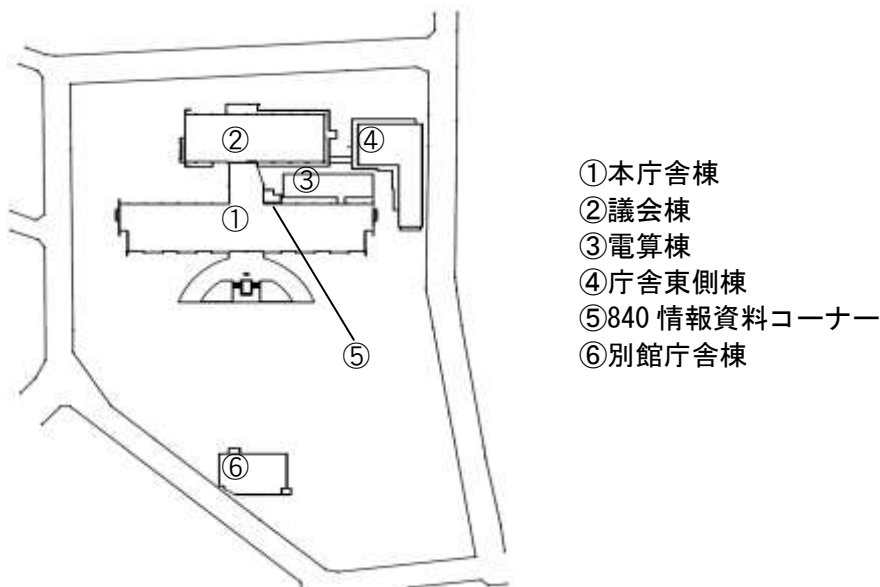 ②
④
③
①
⑤
⑥
①本庁舎棟
②議会棟
③電算棟
④庁舎東側棟
⑤840 情報資料コーナー
⑥別館庁舎棟